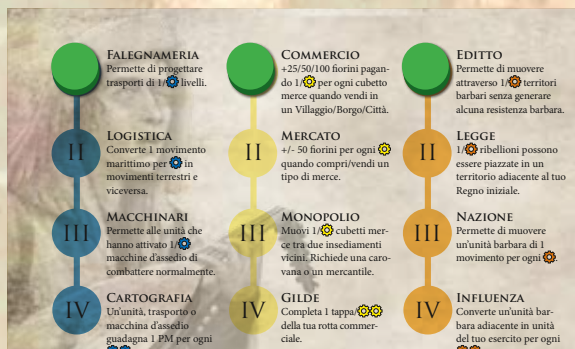 FALEGNAMERIA
Permette di progettare
trasporti di 1/ livelli.
II
LOGISTICA
Converte 1 movimento
marittimo per in
movimenti terrestri e
viceversa.
III
MACCHINARI
Permette alle unità che
hanno attivato 1/
macchine d'assedio di
combattere normalmente.
IV
CARTOGRAFIA
Un'unità, trasporto o
macchina d'assedio
guadagna 1 PM per ogni
COMMERCIO
+25/50/100 fiorini pagan-
do 1/ per ogni cubetto
merce quando vendi in
un Villaggio/Borgo/Città.
II
MERCATO
+/- 50 fiorini per ogni
quando compri/vendi un
tipo di merce.
III
MONOPOLIO
Muovi 1/ cubetti mer-
ce tra due insediamenti
vicini. Richiede una caro-
vana o un mercantile.
IV
GILDE
Completa 1 tappa/
della tua rotta commer-
ciale.
EDITTO
Permette di muovere
attraverso 1/ territori
barbari senza generare
alcuna resistenza barbara.
II
LEGGE
1/ ribellioni possono
essere piazzate in un
territorio adiacente al tuo
Regno iniziale.
III
NAZIONE
Permette di muovere
un'unità barbara di 1
movimento per ogni .
IV
INFLUENZA
Converte un'unità bar-
bara adiacente in unità
del tuo esercito per ogni